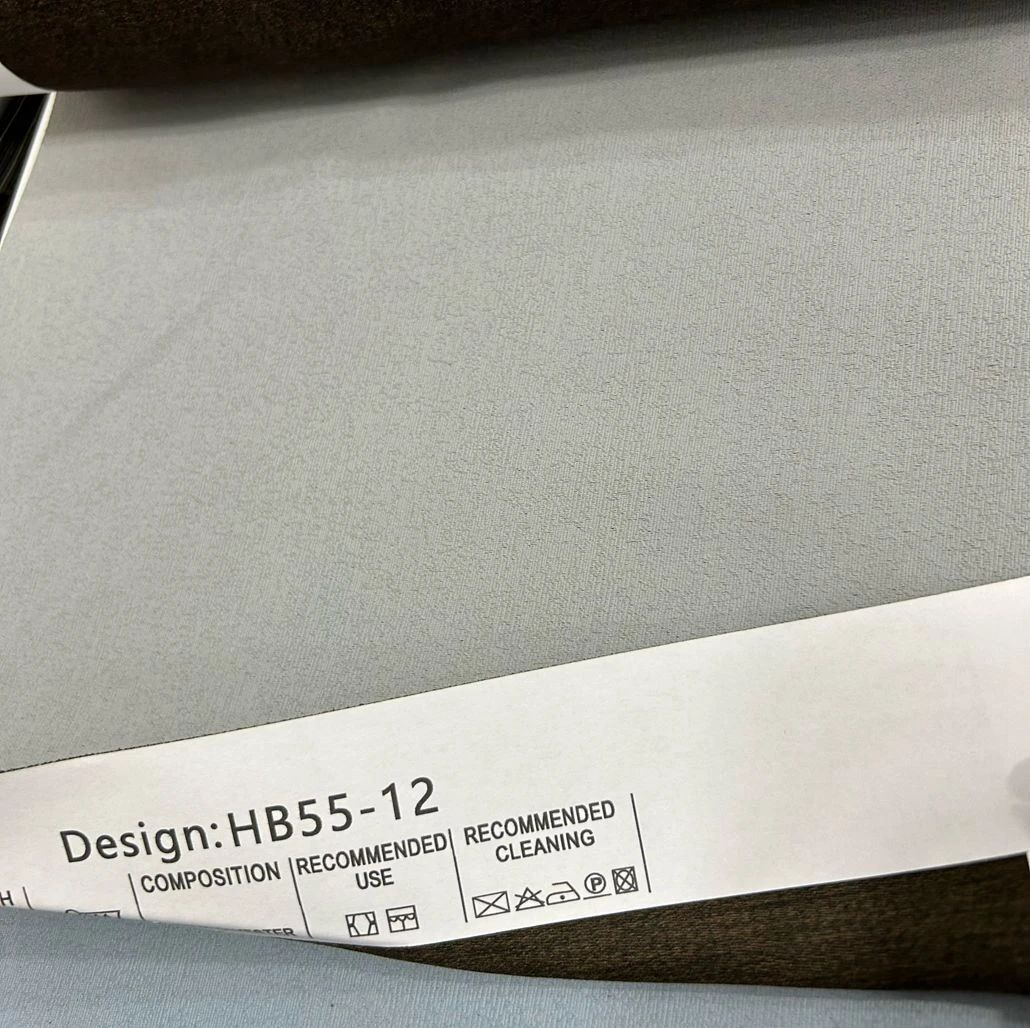 Design: HB55-12
H
COMPOSITION
RECOMMENDED
USE
RECOMMENDED
CLEANING
P